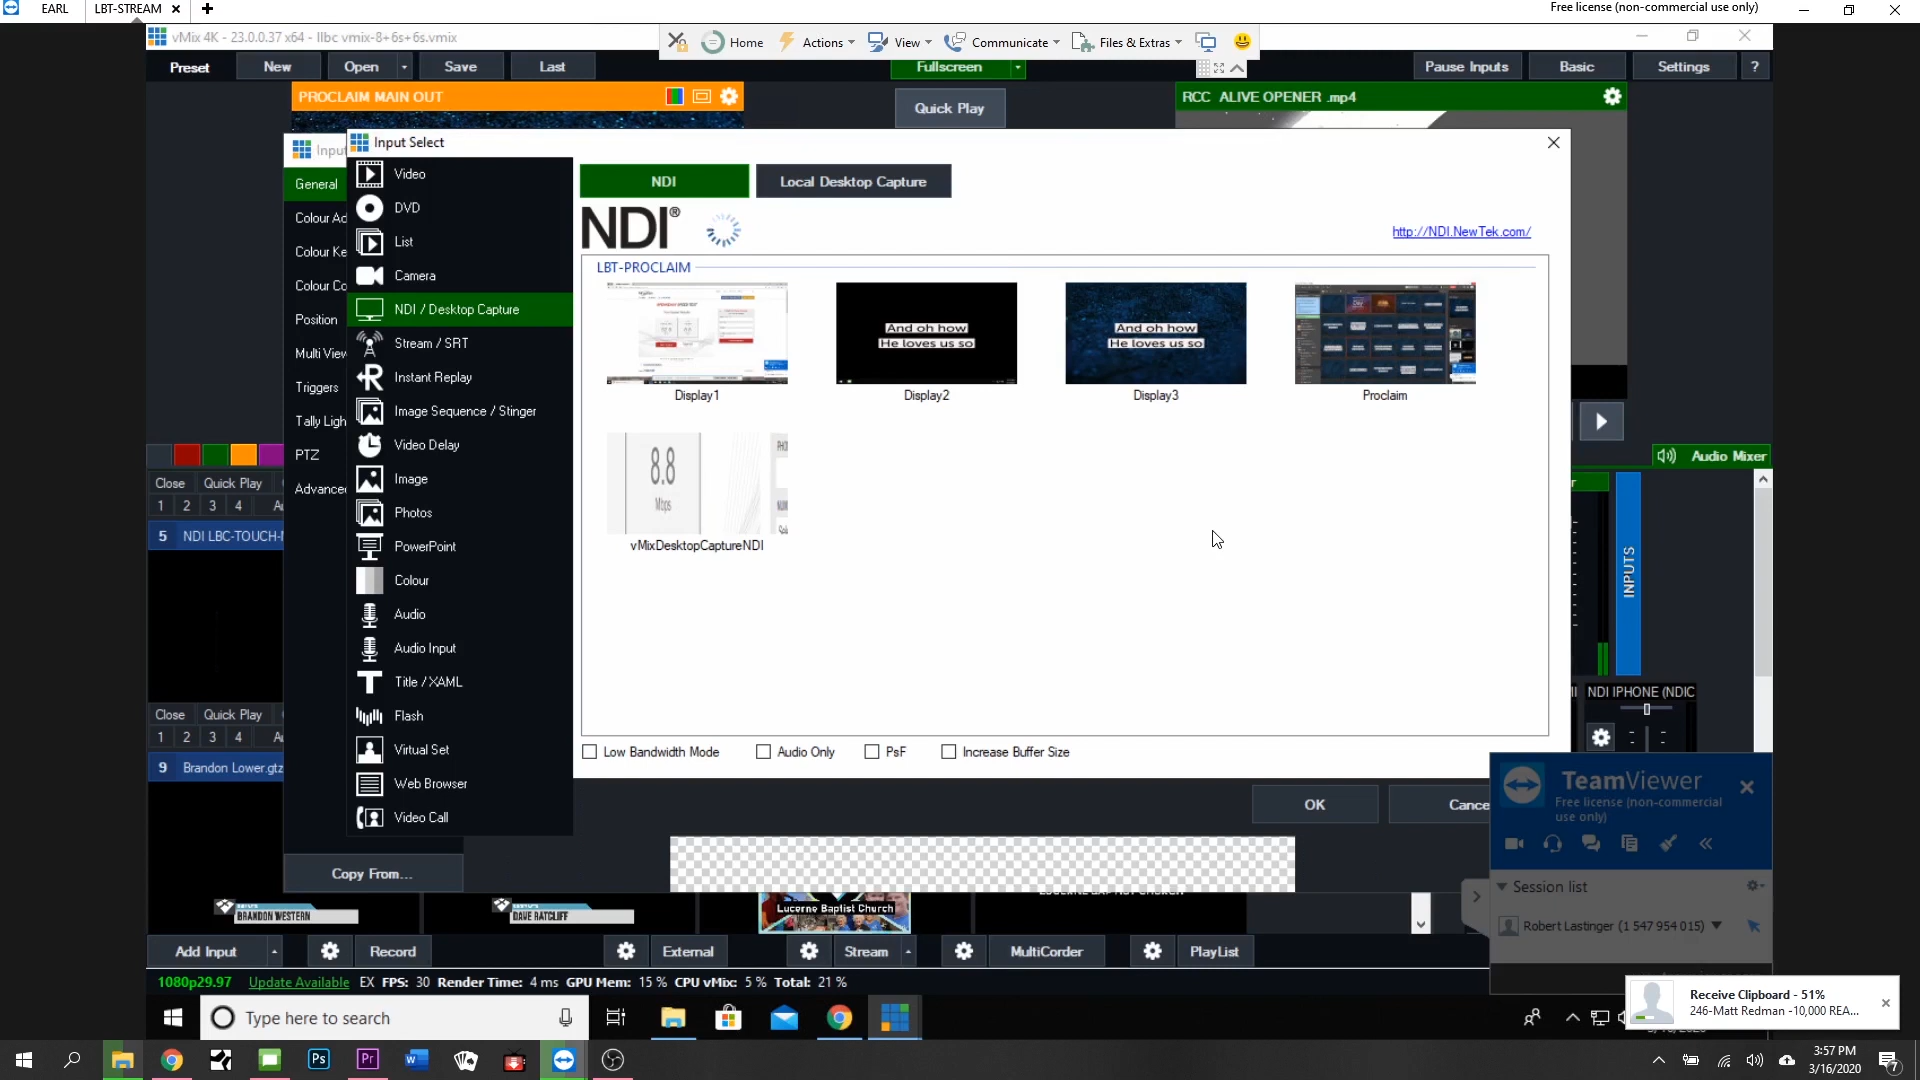 EARL
LBT-STREAM
Free license (non-commercial use only)
vMix 4K - 23.0.0.37 x64 - llbc vmix-8+6s+6s.vmix
Home
Actions
View
Communicate
Files & Extras
Preset
New
Open
Save
Last
Fullscreen
Pause Inputs
Basic
Settings
?
PROCLAIM MAIN OUT
Quick Play
RCC ALIVE OPENER .mp4
Input Select
General
Colour Ad
Colour Ke
Colour Co
Position
Multi View
Triggers
Tally Ligh
PTZ
Advanced
Copy From...
Video
DVD
List
Camera
NDI / Desktop Capture
Stream / SRT
Instant Replay
Image Sequence / Stinger
Video Delay
Image
Photos
PowerPoint
Colour
Audio
Audio Input
Title / XAML
Flash
Virtual Set
Web Browser
Video Call
NDI
Local Desktop Capture
NDI®
http://NDI.NewTek.com/
LBT-PROCLAIM
And oh how
He loves us so
And oh how
He loves us so
Display1
Display2
Display3
Proclaim
8.8
Mbps
vMixDesktopCaptureNDI
Low Bandwidth Mode
Audio Only
PsF
Increase Buffer Size
OK
Cance
Audio Mixer
INPUTS
NDI IPHONE (NDIC
Close
Quick Play
1 2 3 4
5 NDI LBC-TOUCH-
Close
Quick Play
1 2 3 4
9 Brandon Lower.gtz
BRANDON WESTERN
DAVE RATCLIFF
Lucerne Baptist Church
Add Input
Record
External
Stream
MultiCorder
PlayList
1080p29.97
Update Available
EX FPS: 30 Render Time: 4 ms GPU Mem: 15 % CPU vMix: 5 % Total: 21 %
TeamViewer
Free license (non-commercial
use only)
Session list
Robert Lastinger (1 547 954 015)
Type here to search
Receive Clipboard - 51%
246-Matt Redman -10,000 REA...
Ps
Pr
3:57 PM
3/16/2020
7